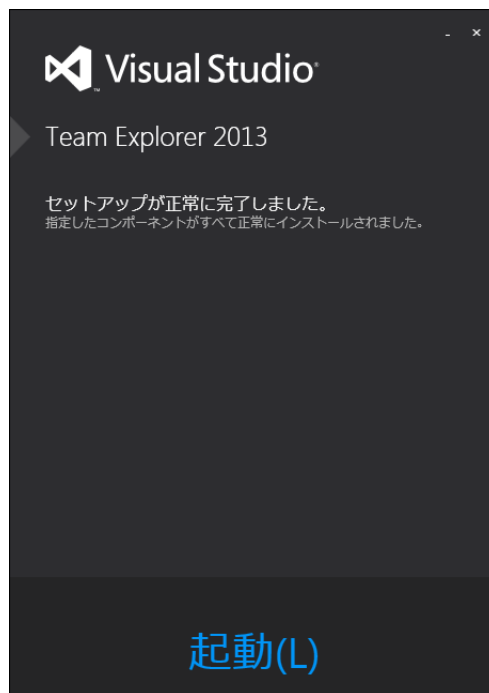 Visual Studio
Team Explorer 2013
セットアップが正常に完了しました。
指定したコンポーネントがすべて正常にインストールされました。
起動(L)